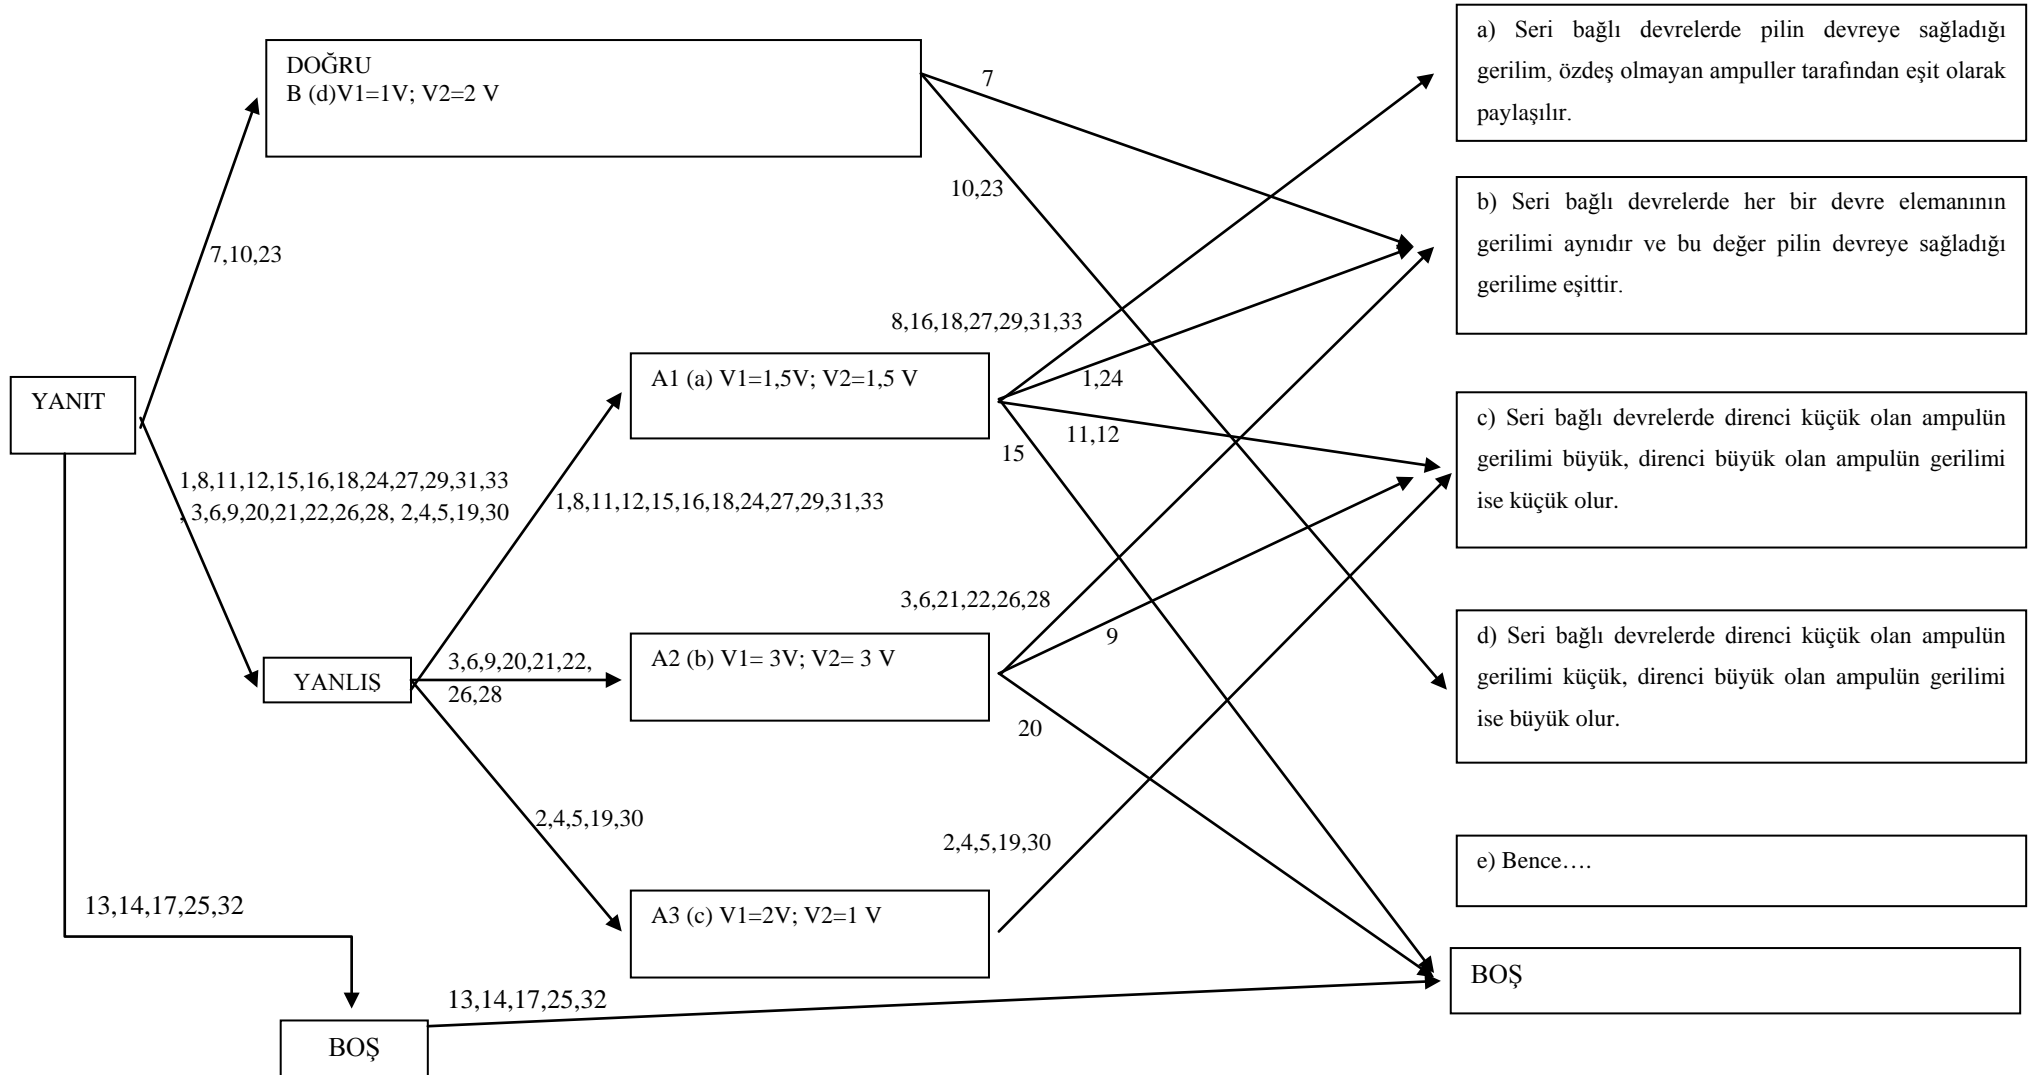 YANIT
7,10,23
1,8,11,12,15,16,18,24,27,29,31,33
, 3,6,9,20,21,22,26,28, 2,4,5,19,30
13,14,17,25,32
DOĞRU
B (d)V1=1V; V2=2 V
YANLIŞ
BOŞ
1,8,11,12,15,16,18,24,27,29,31,33
3,6,9,20,21,22,
26,28
2,4,5,19,30
13,14,17,25,32
A1 (a) V1=1,5V; V2=1,5 V
A2 (b) V1= 3V; V2= 3 V
A3 (c) V1=2V; V2=1 V
7
10,23
8,16,18,27,29,31,33
1,24
11,12
15
3,6,21,22,26,28
9
20
2,4,5,19,30
a) Seri bağlı devrelerde pilin devreye sağladığı
gerilim, özdeş olmayan ampuller tarafından eşit olarak
paylaşılır.
b) Seri bağlı devrelerde her bir devre elemanının
gerilimi aynıdır ve bu değer pilin devreye sağladığı
gerilime eşittir.
c) Seri bağlı devrelerde direnci küçük olan ampulün
gerilimi büyük, direnci büyük olan ampulün gerilimi
ise küçük olur.
d) Seri bağlı devrelerde direnci küçük olan ampulün
gerilimi küçük, direnci büyük olan ampulün gerilimi
ise büyük olur.
e) Bence….
BOŞ